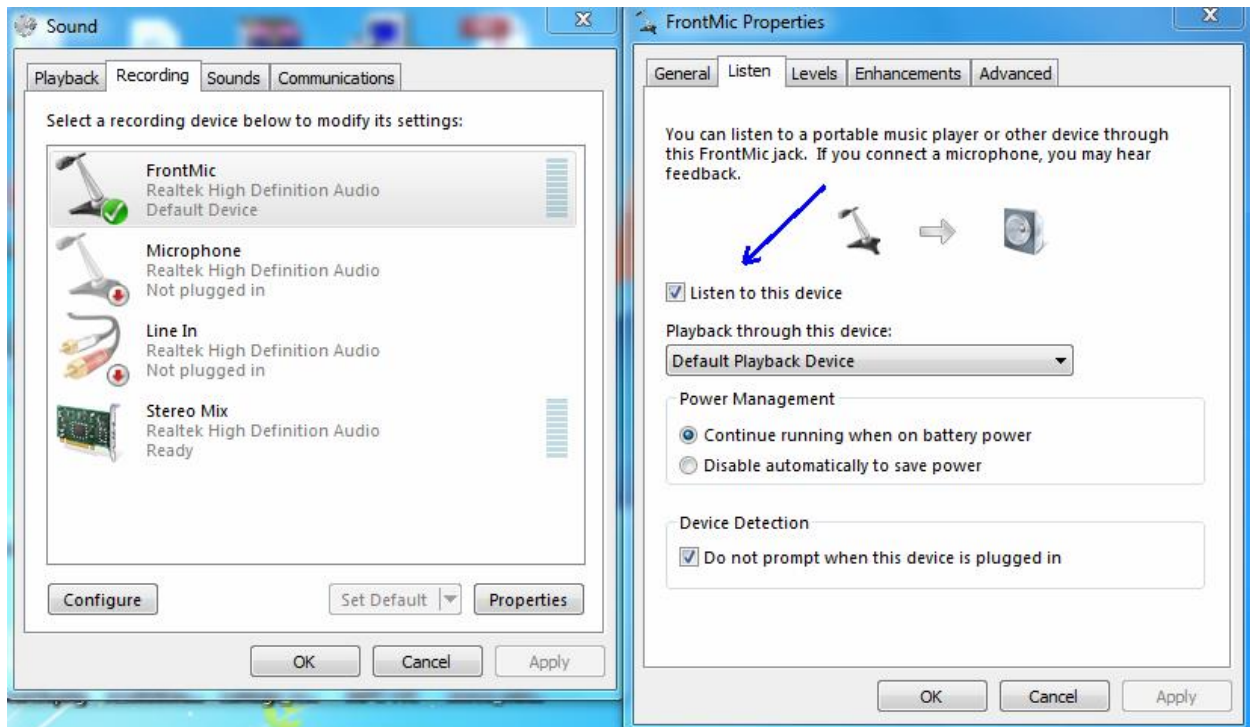 Sound
Playback Recording Sounds Communications
Select a recording device below to modify its settings:
FrontMic
Realtek High Definition Audio
Default Device
Microphone
Realtek High Definition Audio
Not plugged in
Line In
Realtek High Definition Audio
Not plugged in
Stereo Mix
Realtek High Definition Audio
Ready
Configure Set Default Properties
OK Cancel Apply
FrontMic Properties
General Listen Levels Enhancements Advanced
You can listen to a portable music player or other device through
this FrontMic jack. If you connect a microphone, you may hear
feedback.
Listen to this device
Playback through this device:
Default Playback Device
Power Management
Continue running when on battery power
Disable automatically to save power
Device Detection
Do not prompt when this device is plugged in
OK Cancel Apply